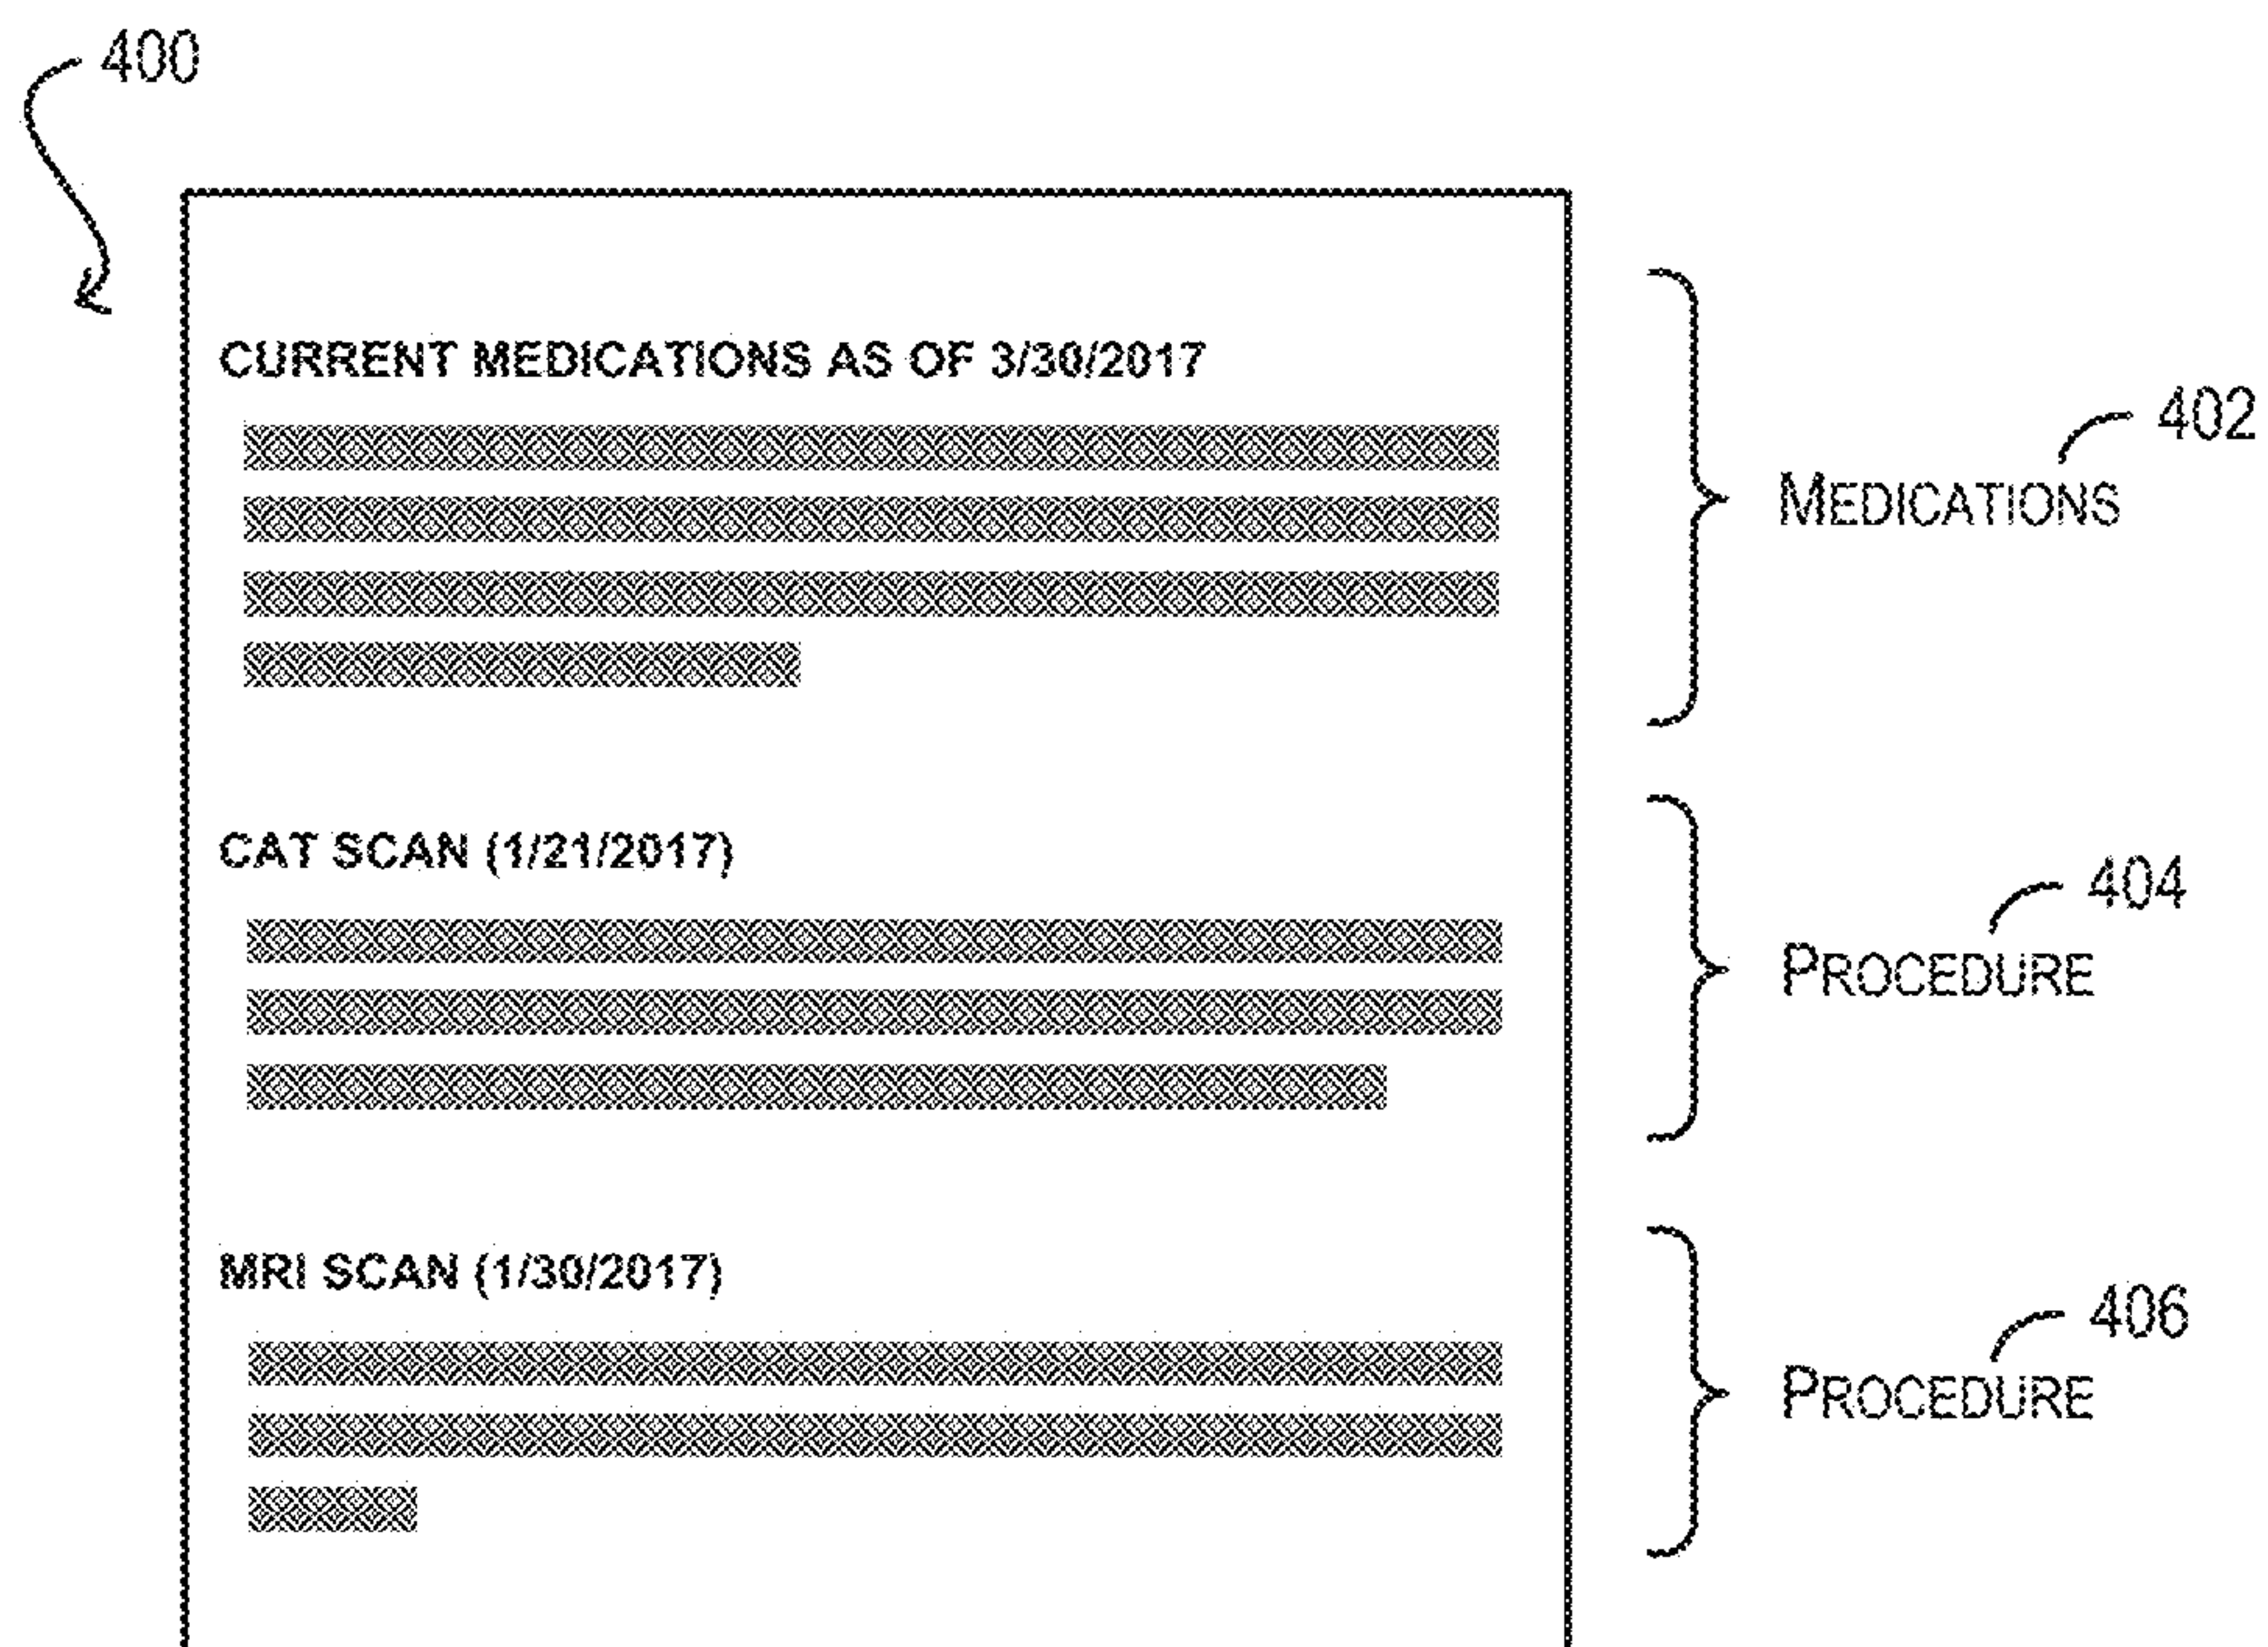 400
CURRENT MEDICATIONS AS OF 3/30/2017
402
MEDICATIONS
CAT SCAN (1/21/2017)
404
PROCEDURE
MRI SCAN (1/30/2017)
406
PROCEDURE